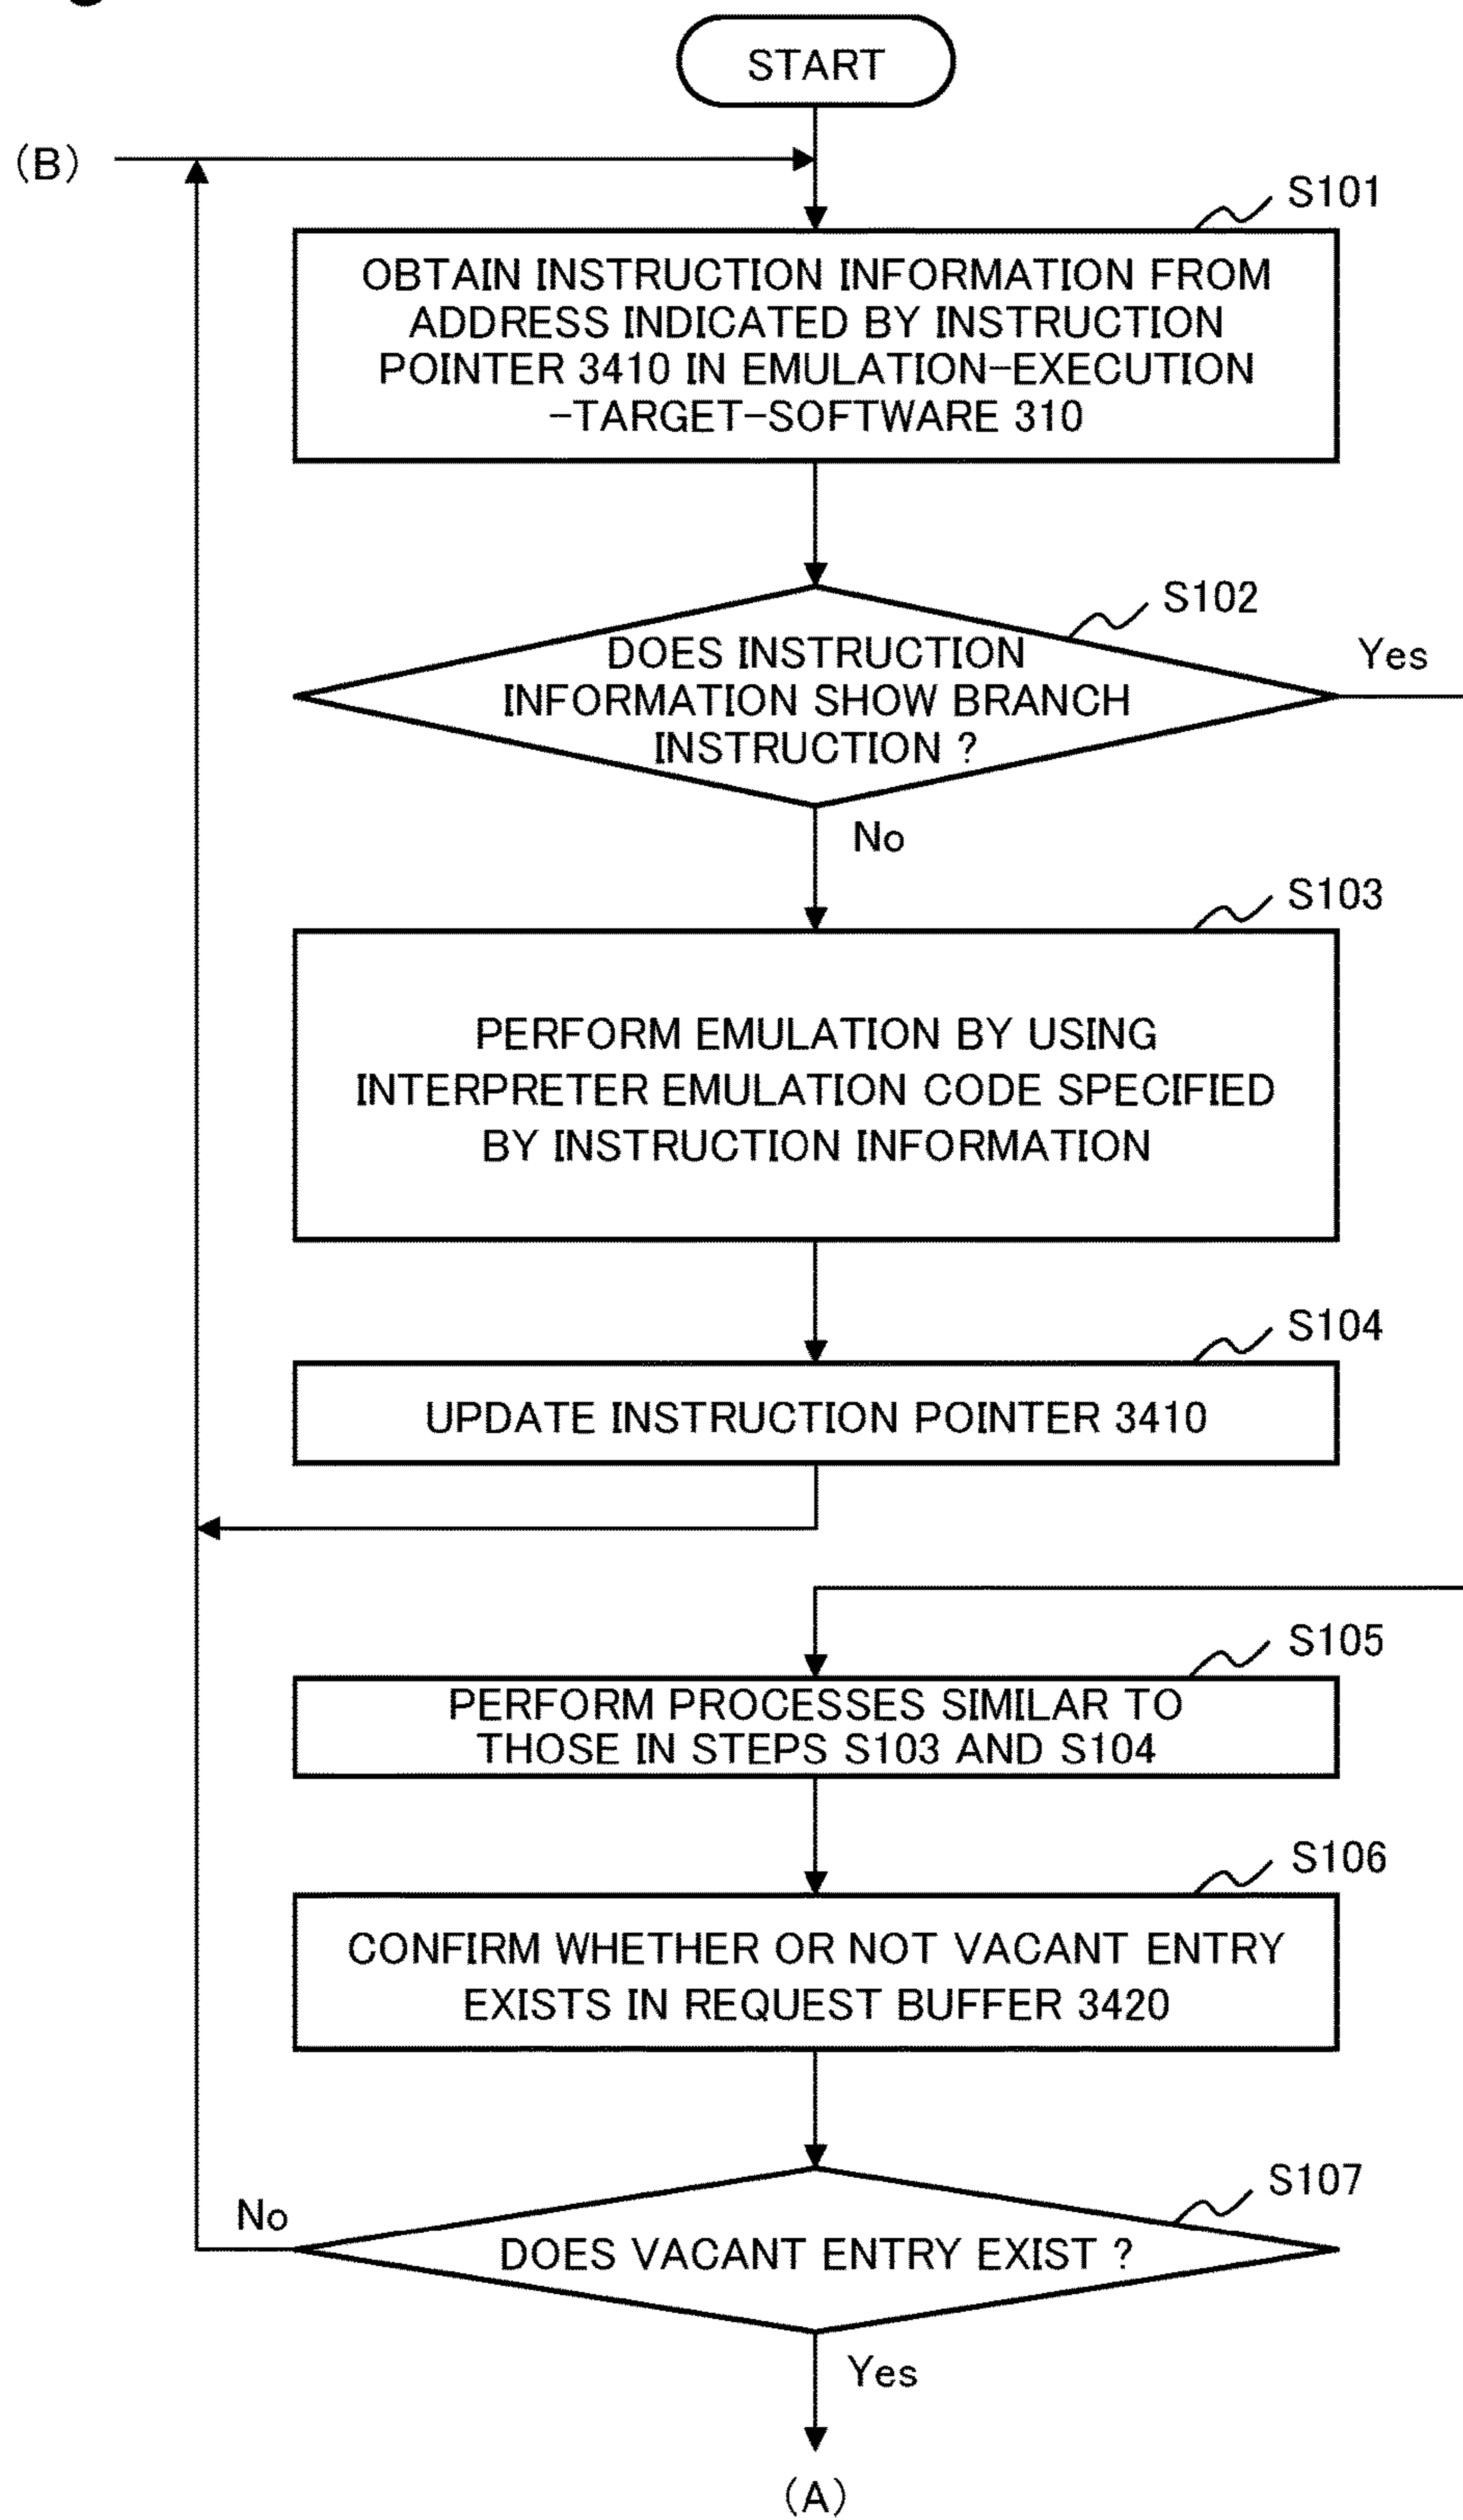 START
(B)
S101
OBTAIN INSTRUCTION INFORMATION FROM
ADDRESS INDICATED BY INSTRUCTION
POINTER 3410 IN EMULATION-EXECUTION
-TARGET-SOFTWARE 310
S102
DOES INSTRUCTION
INFORMATION SHOW BRANCH
INSTRUCTION ?
Yes
No
S103
PERFORM EMULATION BY USING
INTERPRETER EMULATION CODE SPECIFIED
BY INSTRUCTION INFORMATION
S104
UPDATE INSTRUCTION POINTER 3410
S105
PERFORM PROCESSES SIMILAR TO
THOSE IN STEPS S103 AND S104
S106
CONFIRM WHETHER OR NOT VACANT ENTRY
EXISTS IN REQUEST BUFFER 3420
S107
No
DOES VACANT ENTRY EXIST ?
Yes
(A)